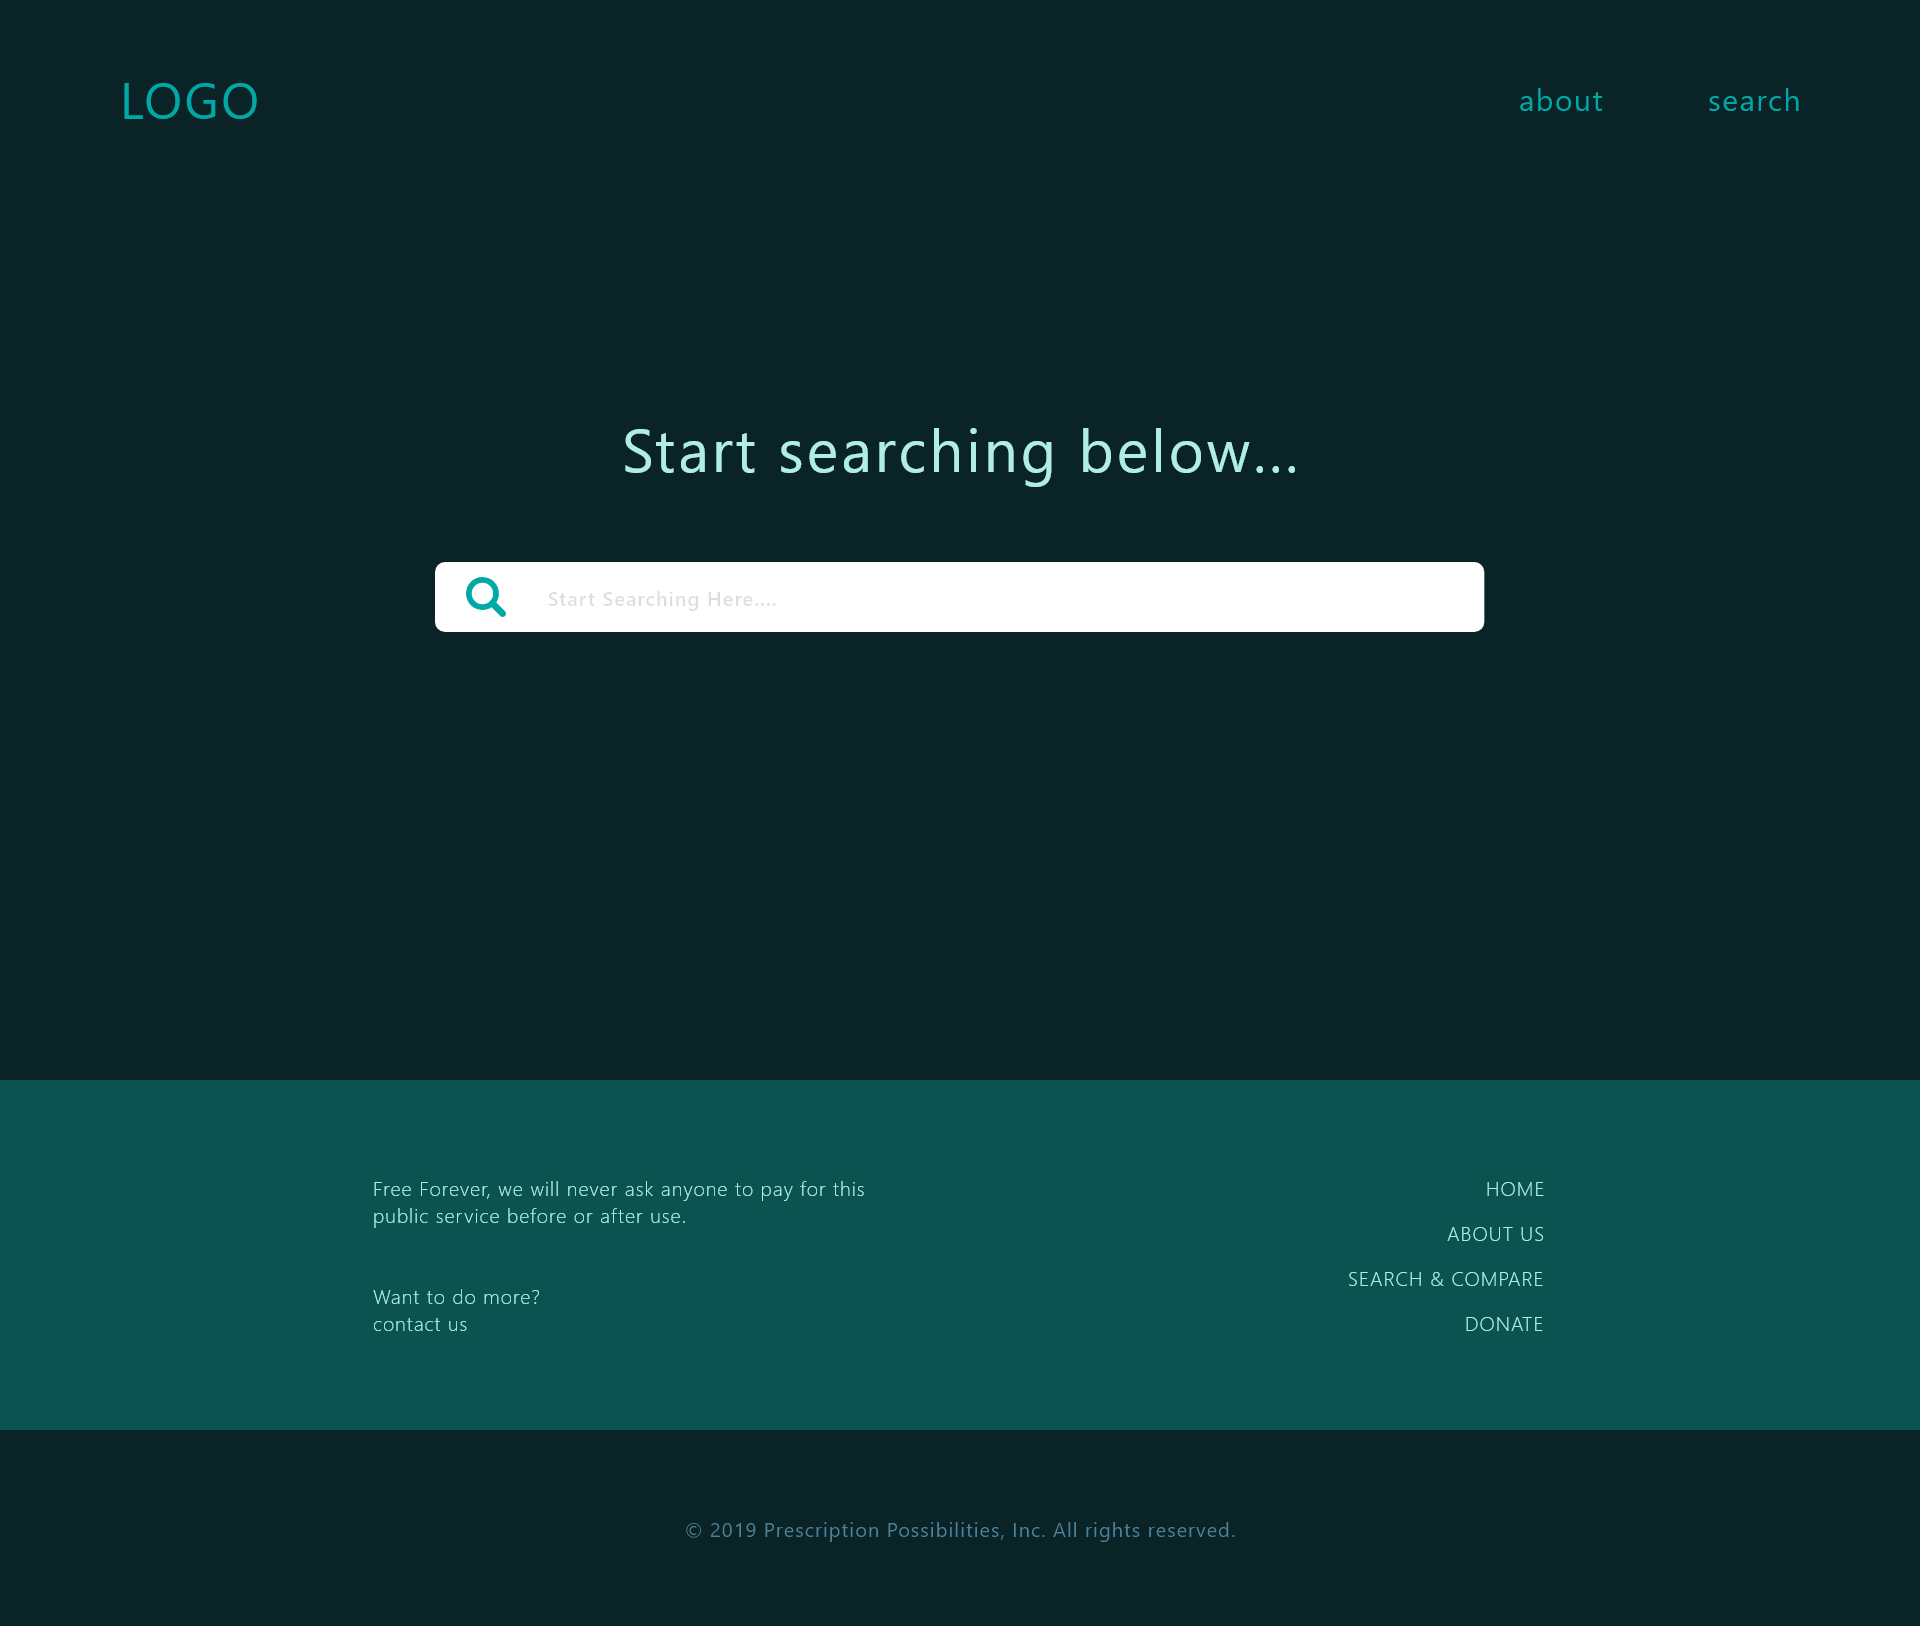 LOGO
about
search
Start searching below...
Start Searching Here....
Free Forever, we will never ask anyone to pay for this
public service before or after use.
Want to do more?
contact us
HOME
ABOUT US
SEARCH & COMPARE
DONATE
© 2019 Prescription Possibilities, Inc. All rights reserved.